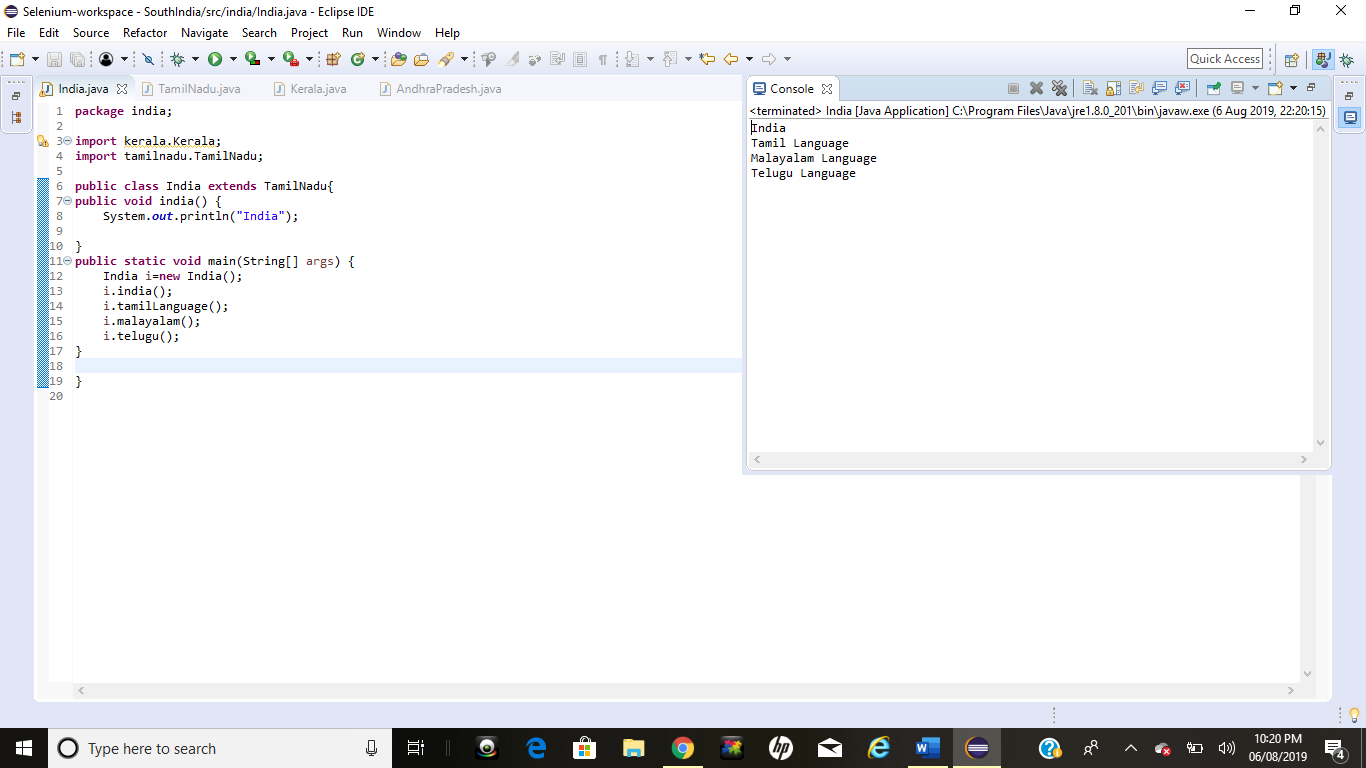 Selenium-workspace - SouthIndia/src/india/India.java - Eclipse IDE
File Edit Source Refactor Navigate Search Project Run Window Help
Quick Access
India.java TamilNadu.java Kerala.java AndhraPradesh.java
1 package india;
2
3 import kerala.Kerala;
4 import tamilnadu.TamilNadu;
5
6 public class India extends TamilNadu{
7 public void india() {
8 System.out.println("India");
9
10 }
11 public static void main(String[] args) {
12 India i=new India();
13 i.india();
14 i.tamilLanguage();
15 i.malayalam();
16 i.telugu();
17 }
18
19 }
20
Console
<terminated> India [Java Application] C:\Program Files\Java\jre1.8.0_201\bin\javaw.exe (6 Aug 2019, 22:20:15)
India
Tamil Language
Malayalam Language
Telugu Language
Type here to search
10:20 PM
06/08/2019
4